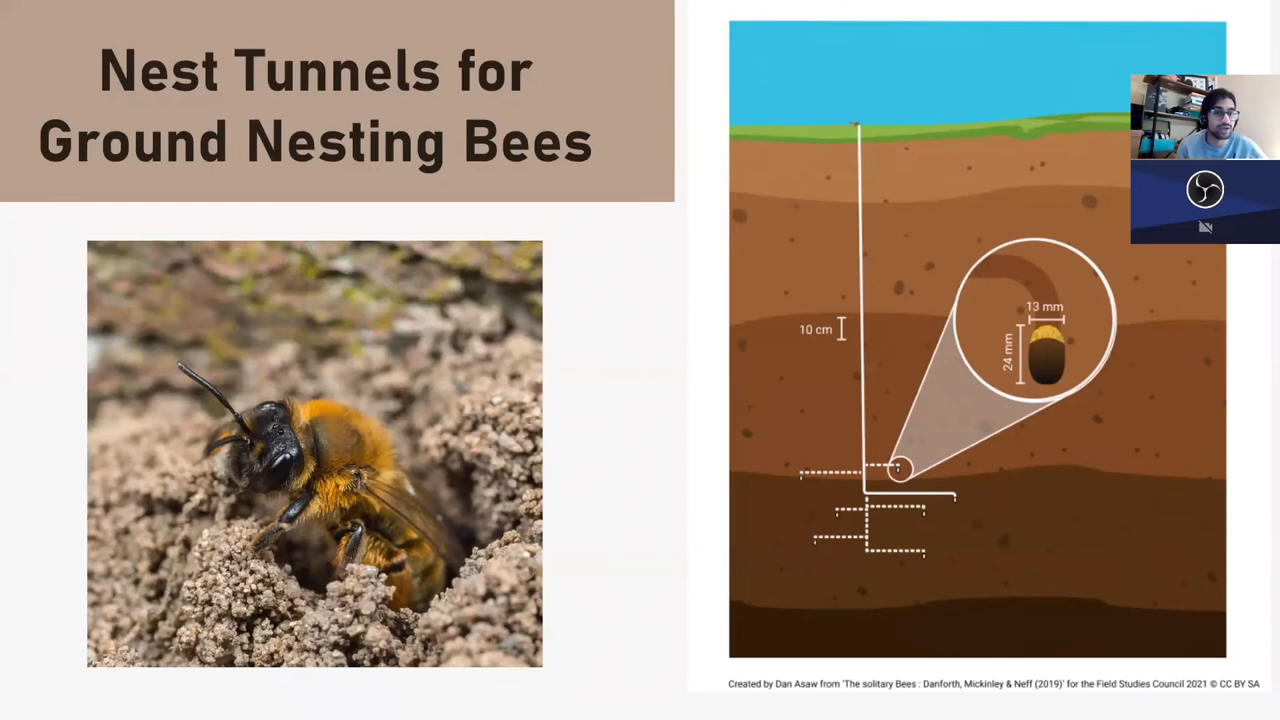 Nest Tunnels for
Ground Nesting Bees
13 mm
10 cm
24 mm
Created by Dan Asaw from 'The solitary Bees : Danforth, Mickinley & Neff (2019)' for the Field Studies Council 2021 © CC BY SA